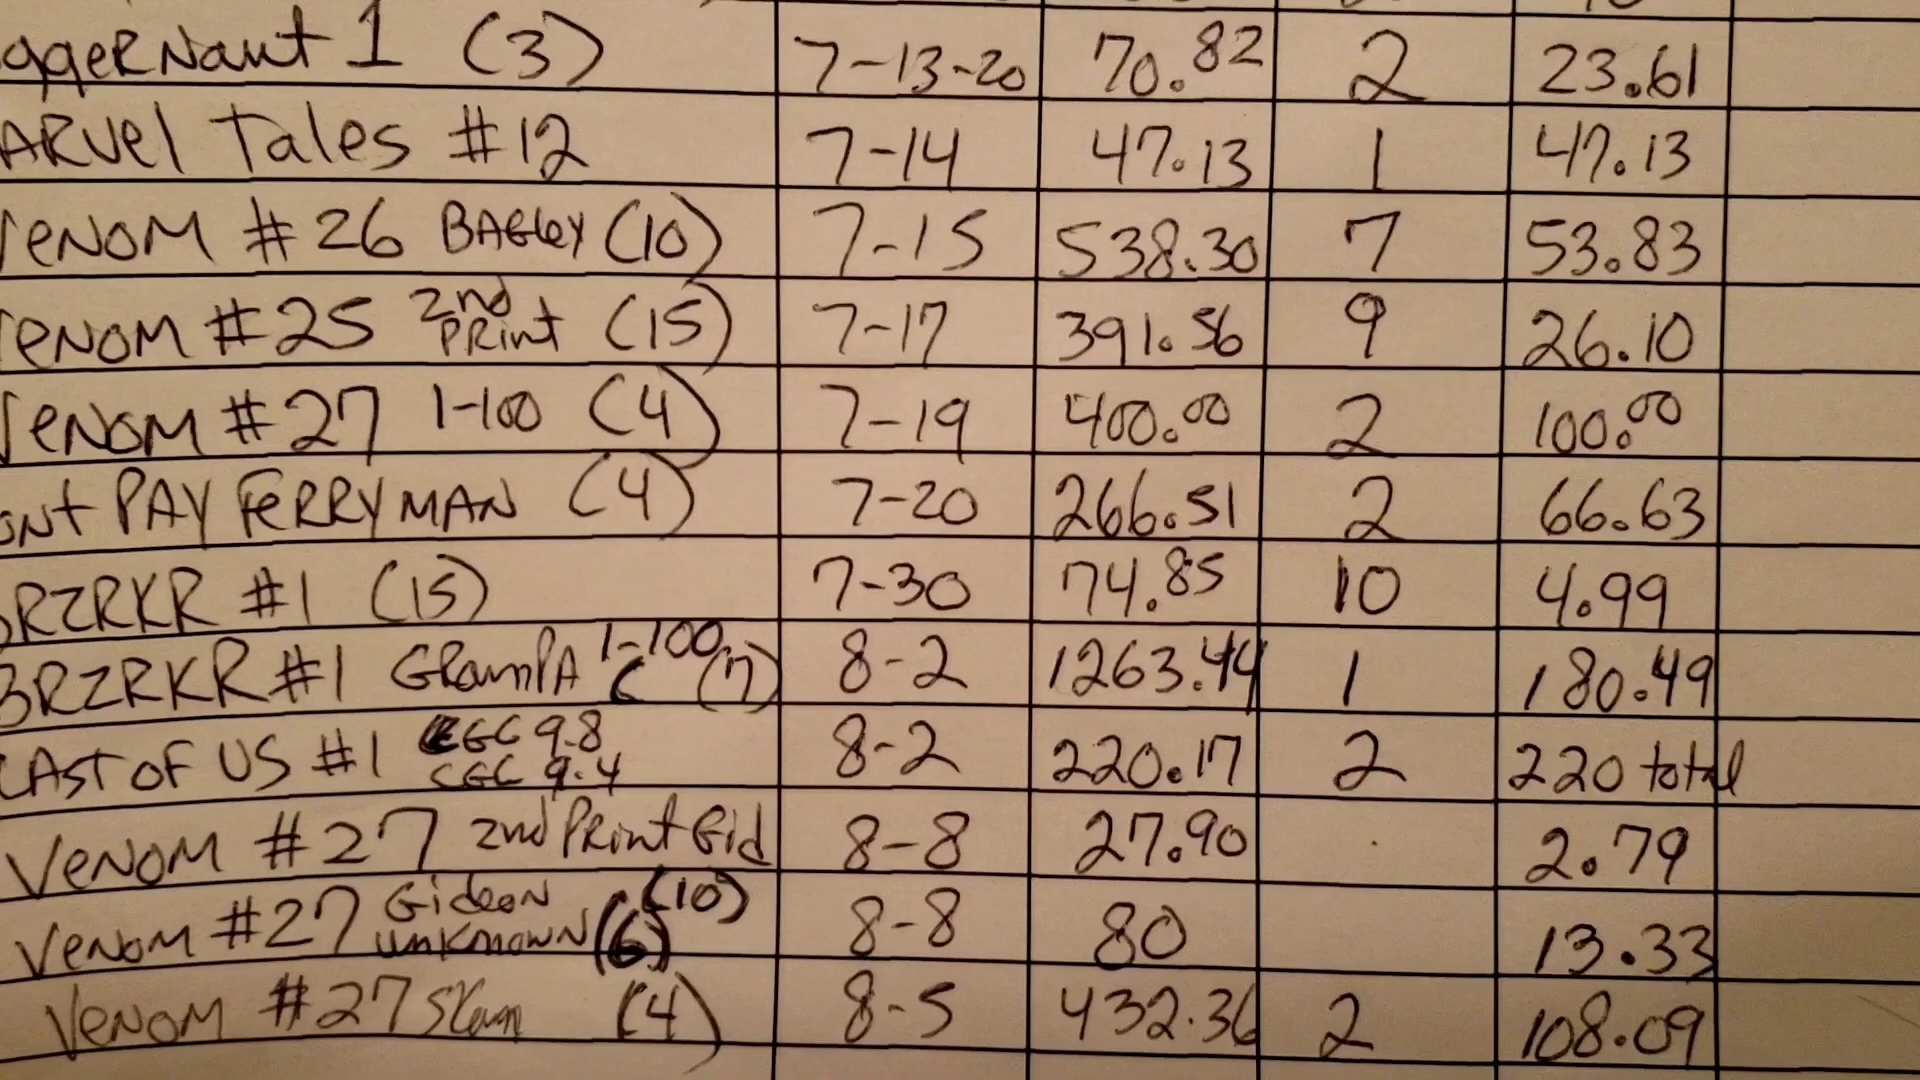 ggerNaut 1 (3) 7-13-20 70.82 2 23.61
ARVel Tales #12 7-14 47.13 1 47.13
VENOM #26 BAGLEY (10) 7-15 538.30 7 53.83
VENOM #25 2nd PRint (15) 7-17 391.56 9 26.10
VENOM #27 1-100 (4) 7-19 400.00 2 100.00
ont PAY FERRYMAN (4) 7-20 266.51 2 66.63
BRZRKR #1 (15) 7-30 74.85 10 4.99
BRZRKR #1 GRamPA 1-100 C (7) 8-2 1263.44 1 180.49
LAST OF US #1 CGC 9.8 CGC 9.4 8-2 220.17 2 220 total
VENOM #27 2nd PRint Gid (10) 8-8 27.90 2.79
VENOM #27 Gideon unKnown (6) 8-8 80 13.33
VENOM #27 SKan (4) 8-5 432.36 2 108.09